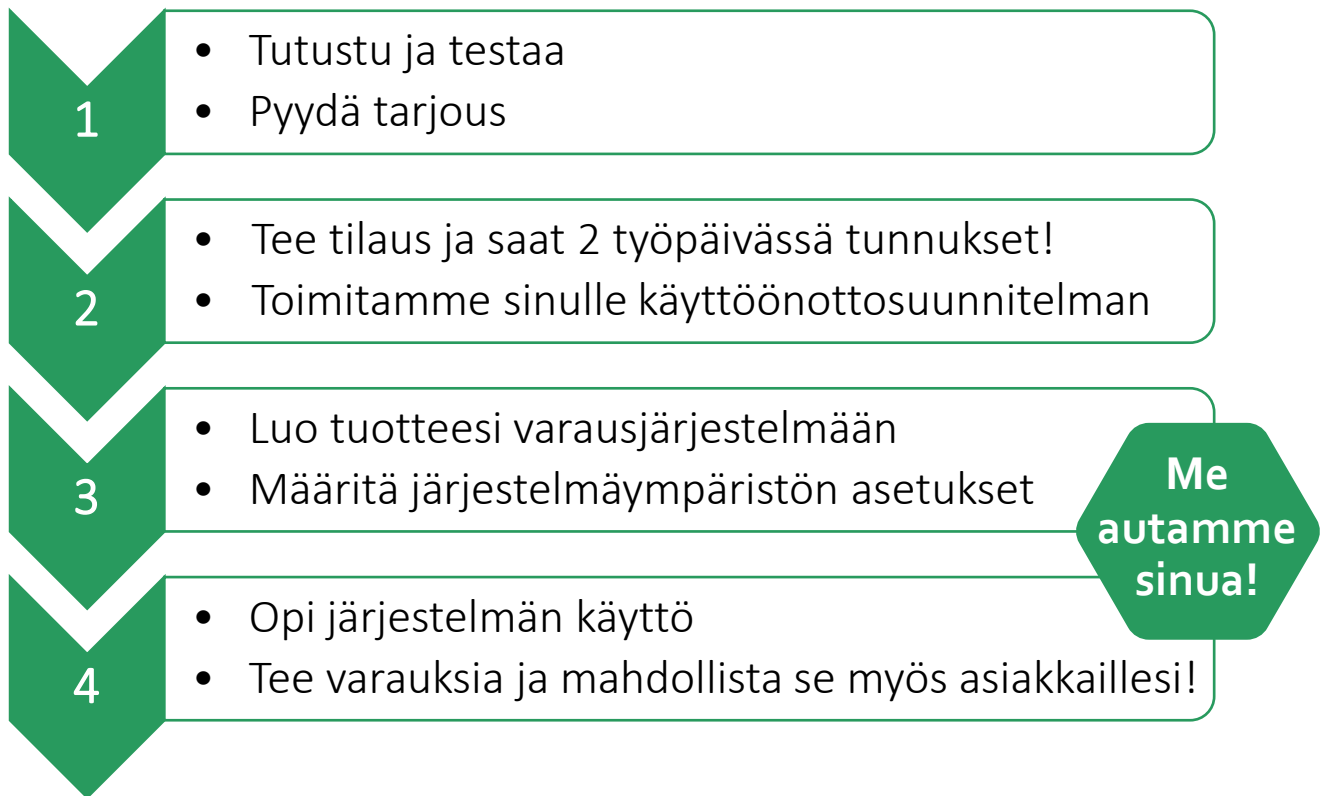 1
• Tutustu ja testaa
• Pyydä tarjous
2
• Tee tilaus ja saat 2 työpäivässä tunnukset!
• Toimitamme sinulle käyttöönottosuunnitelman
3
• Luo tuotteesi varausjärjestelmään
• Määritä järjestelmäympäristön asetukset
Me
autamme
sinua!
4
• Opi järjestelmän käyttö
• Tee varauksia ja mahdollista se myös asiakkaillesi!